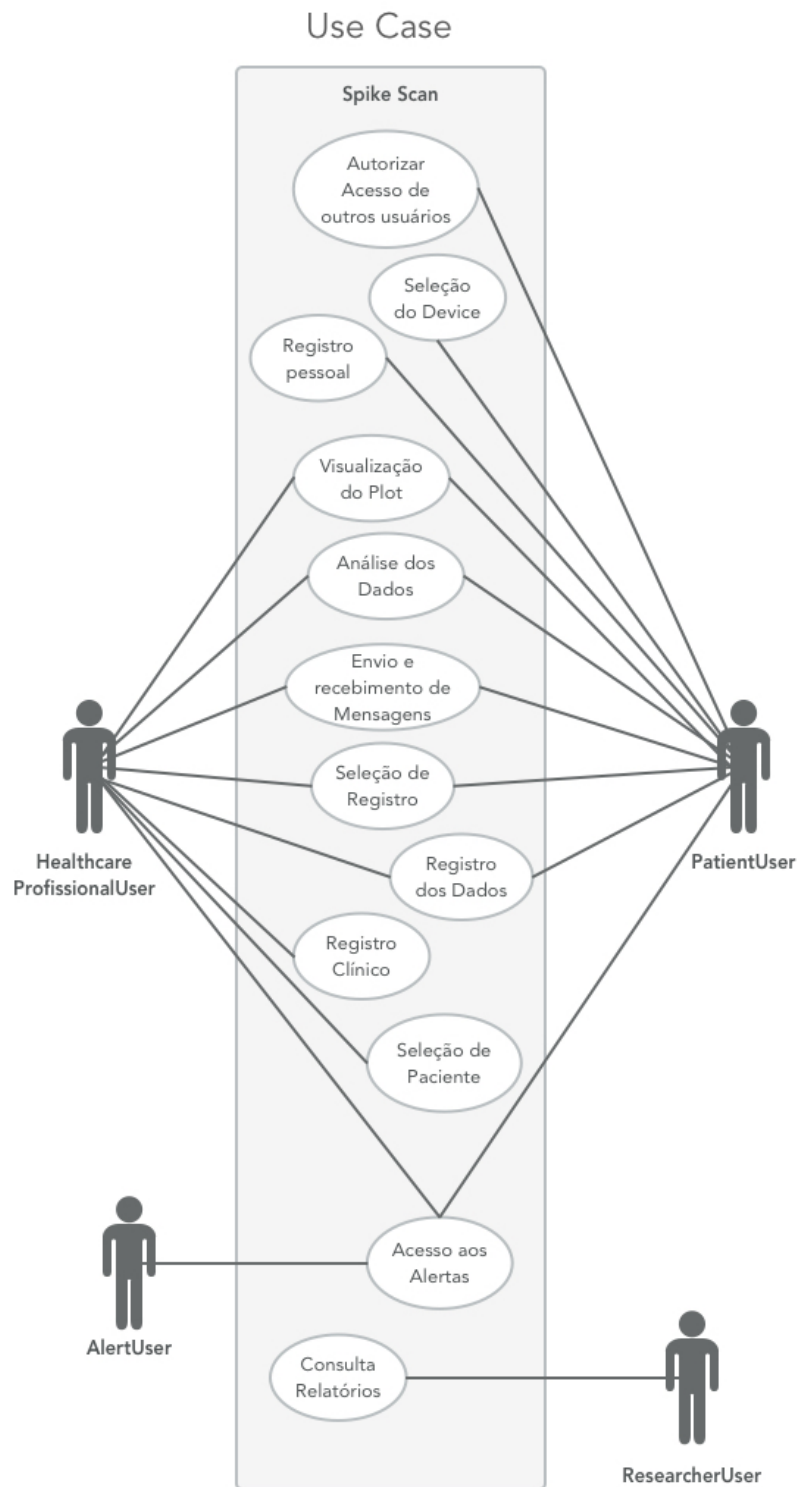 Use Case
Spike Scan
Autorizar
Acesso de
outros usuários
Seleção
do Device
Registro
pessoal
Visualização
do Plot
Análise dos
Dados
Envio e
recebimento de
Mensagens
Seleção de
Registro
Healthcare
ProfissionalUser
PatientUser
Registro
dos Dados
Registro
Clínico
Seleção de
Paciente
Acesso aos
Alertas
AlertUser
Consulta
Relatórios
ResearcherUser